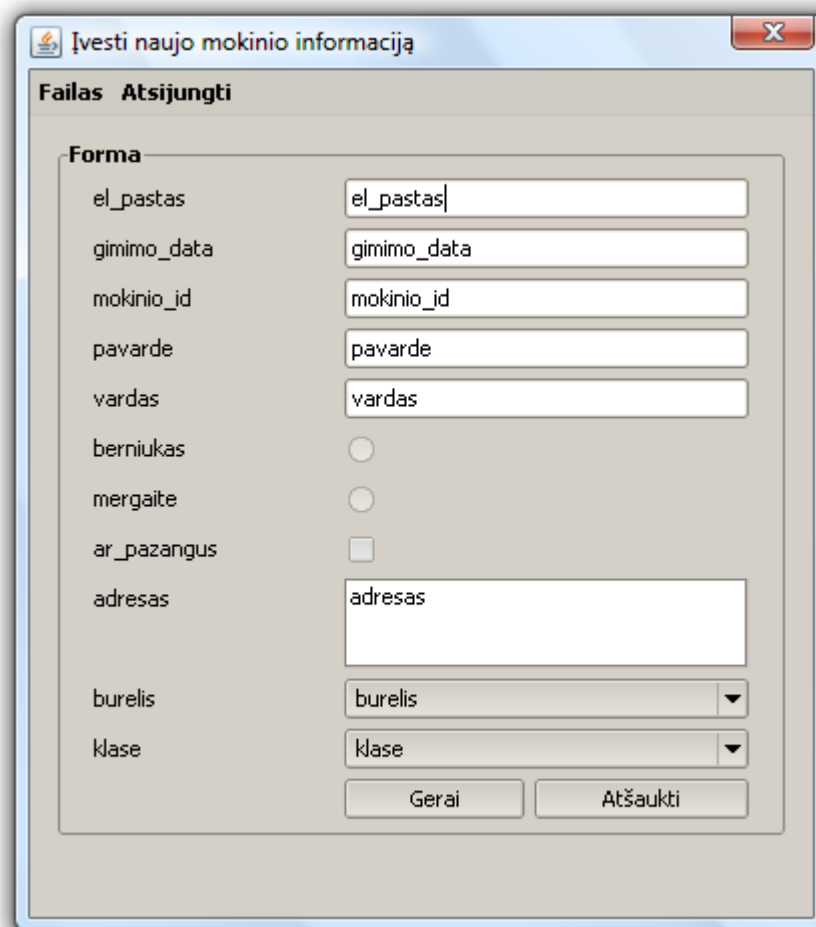 Įvesti naujo mokinio informaciją
Failas Atsijungti
Forma
el_pastas el_pastas
gimimo_data gimimo_data
mokinio_id mokinio_id
pavarde pavarde
vardas vardas
berniukas
mergaite
ar_pazangus
adresas adresas
burelis burelis
klase klase
Gerai Atšaukti